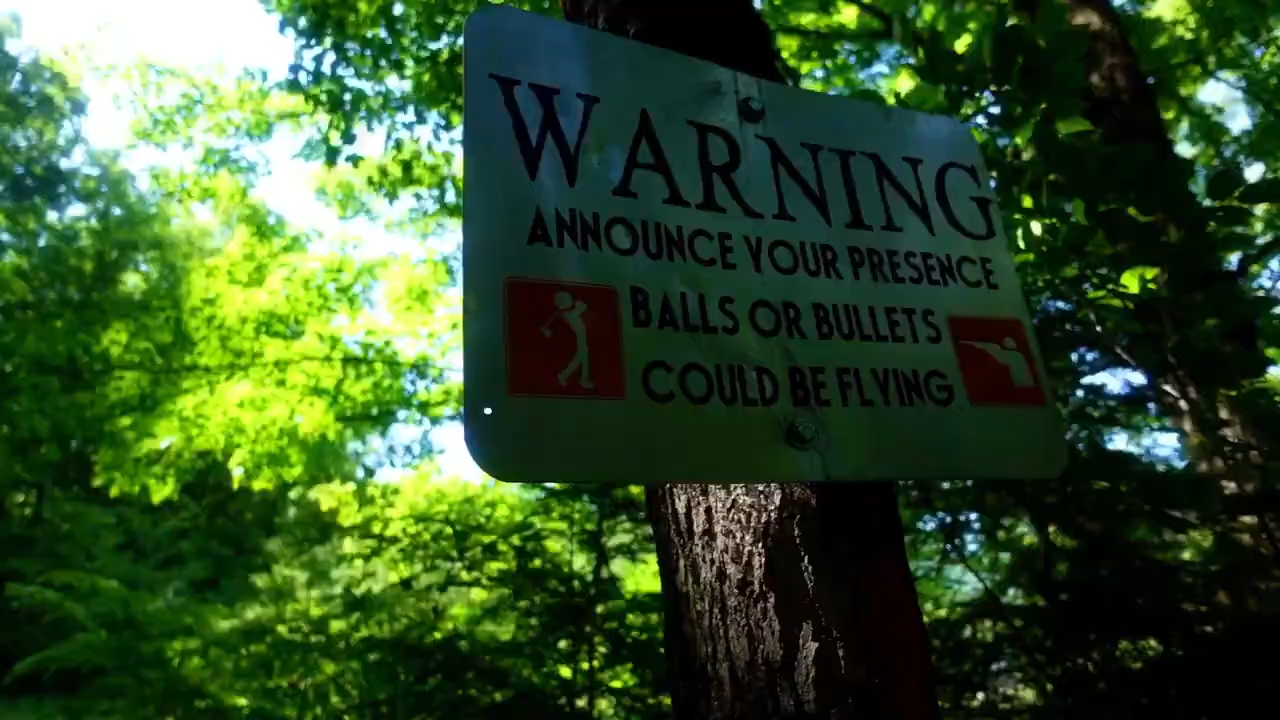 WARNING
ANNOUNCE YOUR PRESENCE
BALLS OR BULLETS
COULD BE FLYING